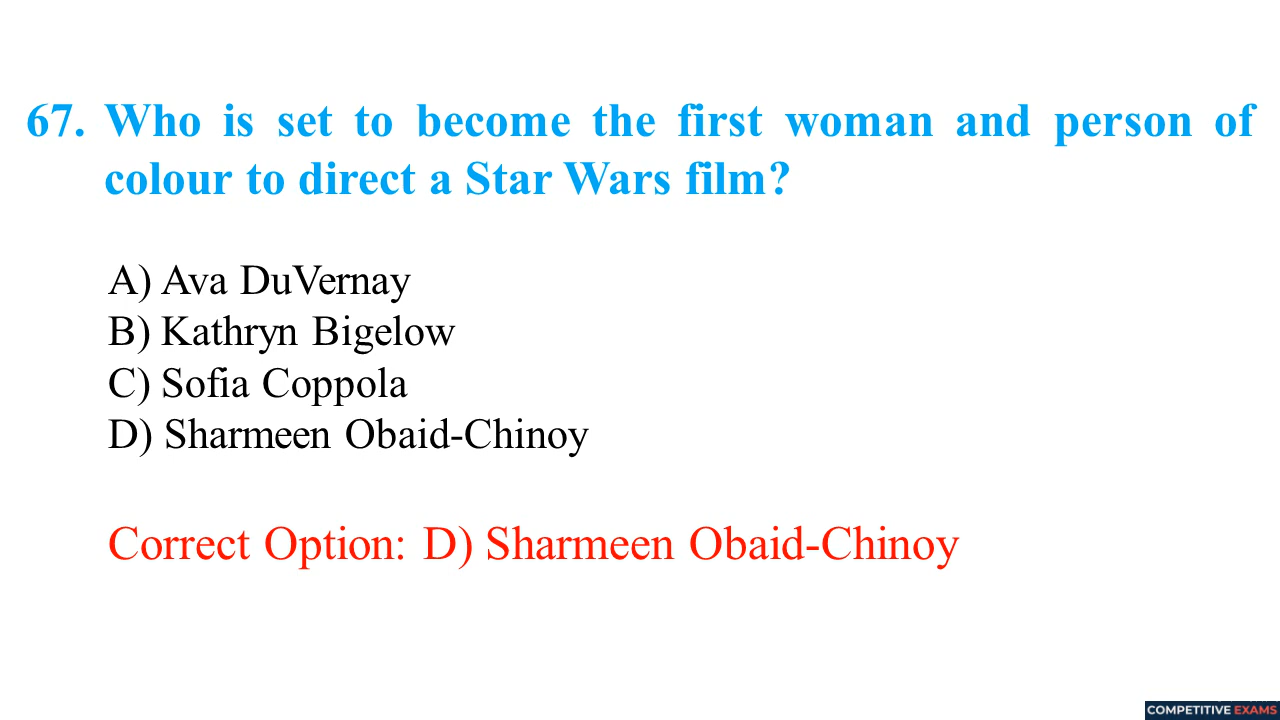 67. Who is set to become the first woman and person of
colour to direct a Star Wars film?
A) Ava DuVernay
B) Kathryn Bigelow
C) Sofia Coppola
D) Sharmeen Obaid-Chinoy
Correct Option: D) Sharmeen Obaid-Chinoy
COMPETITIVE EXAMS